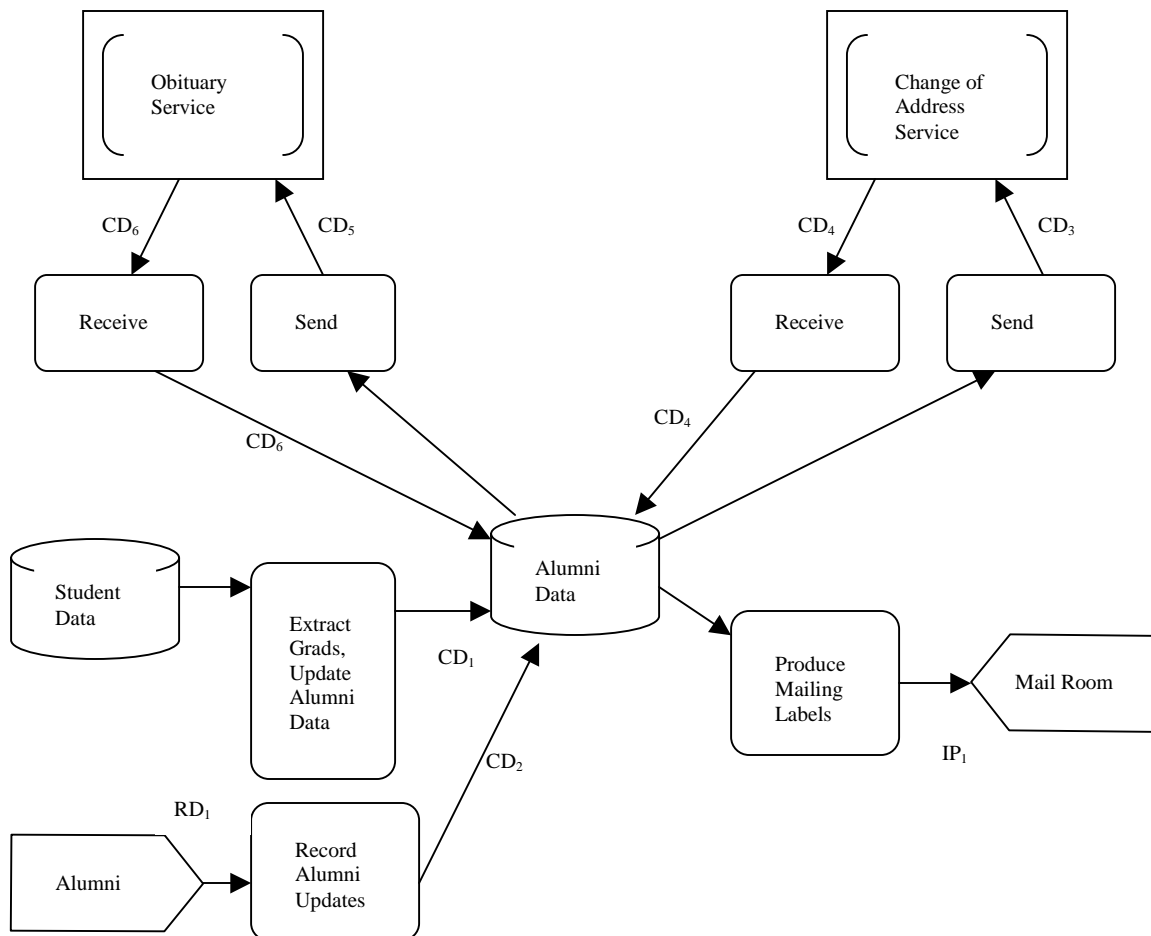 Obituary
Service
Change of
Address
Service
CD₆
CD₅
CD₄
CD₃
Receive
Send
Receive
Send
CD₆
CD₄
Student
Data
Extract
Grads,
Update
Alumni
Data
CD₁
Alumni
Data
Produce
Mailing
Labels
Mail Room
IP₁
CD₂
RD₁
Alumni
Record
Alumni
Updates